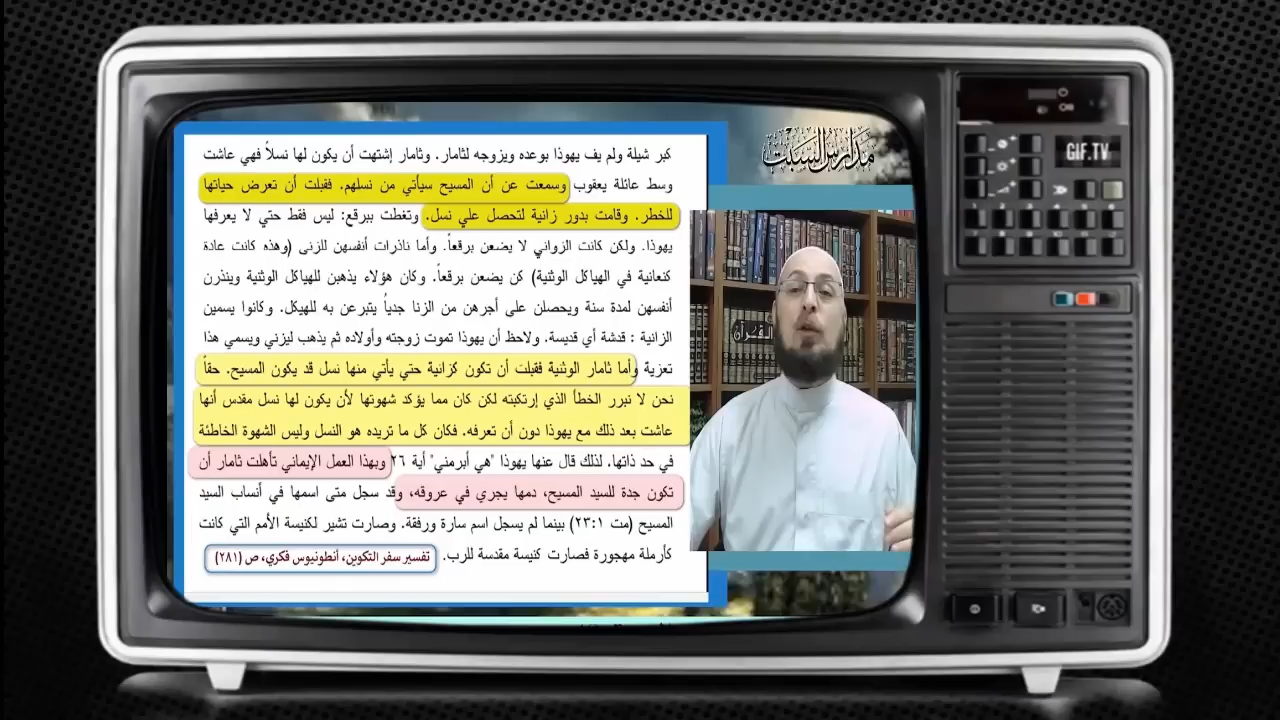 كبر شيلة ولم يف يهوذا بوعده ويزوجه لثامار. وثامار إشتهت أن يكون لها نسلاً فهي عاشت
وسط عائلة يعقوب وسمعت عن أن المسيح سيأتي من نسلهم. فقبلت أن تعرض حياتها
للخطر. وقامت بدور زانية لتحصل علي نسل. وتغطت ببرقع: ليس فقط حتي لا يعرفها
يهوذا. ولكن كانت الزواني لا يضعن برقعاً. وأما ناذرات أنفسهن للزنى (وهذه كانت عادة
كنعانية في الهياكل الوثنية) كن يضعن برقعاً. وكان هؤلاء يذهبن للهياكل الوثنية وينذرن
أنفسهن لمدة سنة ويحصلن على أجرهن من الزنا جدياً يتبرعن به للهيكل. وكانوا يسمين
الزانية : قدشة أي قديسة. ولاحظ أن يهوذا تموت زوجته وأولاده ثم يذهب ليزني ويسمي هذا
تعزية وأما ثامار الوثنية فقبلت أن تكون كزانية حتي يأتي منها نسل قد يكون المسيح. حقاً
نحن لا نبرر الخطأ الذي إرتكبته لكن كان مما يؤكد شهوتها لأن يكون لها نسل مقدس أنها
عاشت بعد ذلك مع يهوذا دون أن تعرفه. فكان كل ما تريده هو النسل وليس الشهوة الخاطئة
في حد ذاتها. لذلك قال عنها يهوذا "هي أبرمني" أية ٢٦ وبهذا العمل الإيماني تأهلت ثامار أن
تكون جدة للسيد المسيح، دمها يجري في عروقه، وقد سجل متى اسمها في أنساب السيد
المسيح (مت ٢٣:١) بينما لم يسجل اسم سارة ورفقة. وصارت تشير لكنيسة الأمم التي كانت
كأرملة مهجورة فصارت كنيسة مقدسة للرب.
تفسير سفر التكوين، أنطونيوس فكري، ص (٢٨١)
مدارس السبت
القرآن
GIF.TV